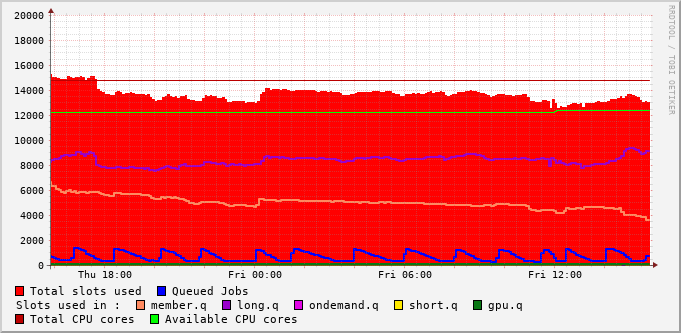 20000
18000
16000
14000
12000
10000
8000
6000
4000
2000
0
Thu 18:00 Fri 00:00 Fri 06:00 Fri 12:00
RRDTOOL / TOBI OETIKER
Total slots used Queued Jobs
Slots used in : member.q long.q ondemand.q short.q gpu.q
Total CPU cores Available CPU cores